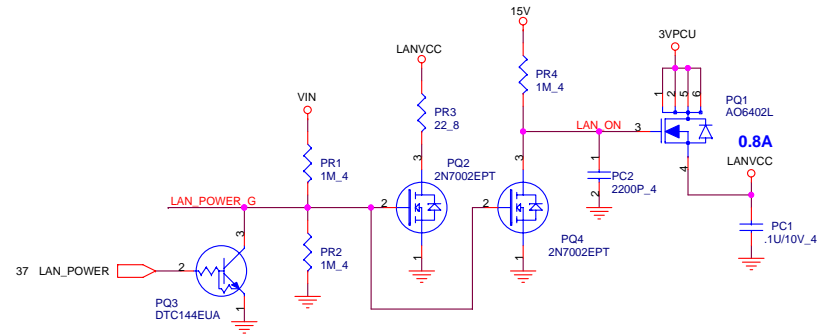 15V
3VPCU
LANVCC
PR4
1M_4
1
2
5
6
PQ1
AO6402L
VIN
PR3
22_8
LAN_ON
3
0.8A
PR1
1M_4
3
PQ2
2N7002EPT
3
1
PC2
2200P_4
2
4
LANVCC
LAN_POWER_G
2
2
PC1
.1U/10V_4
3
PR2
1M_4
1
1
PQ4
2N7002EPT
37 LAN_POWER
2
PQ3
DTC144EUA
1